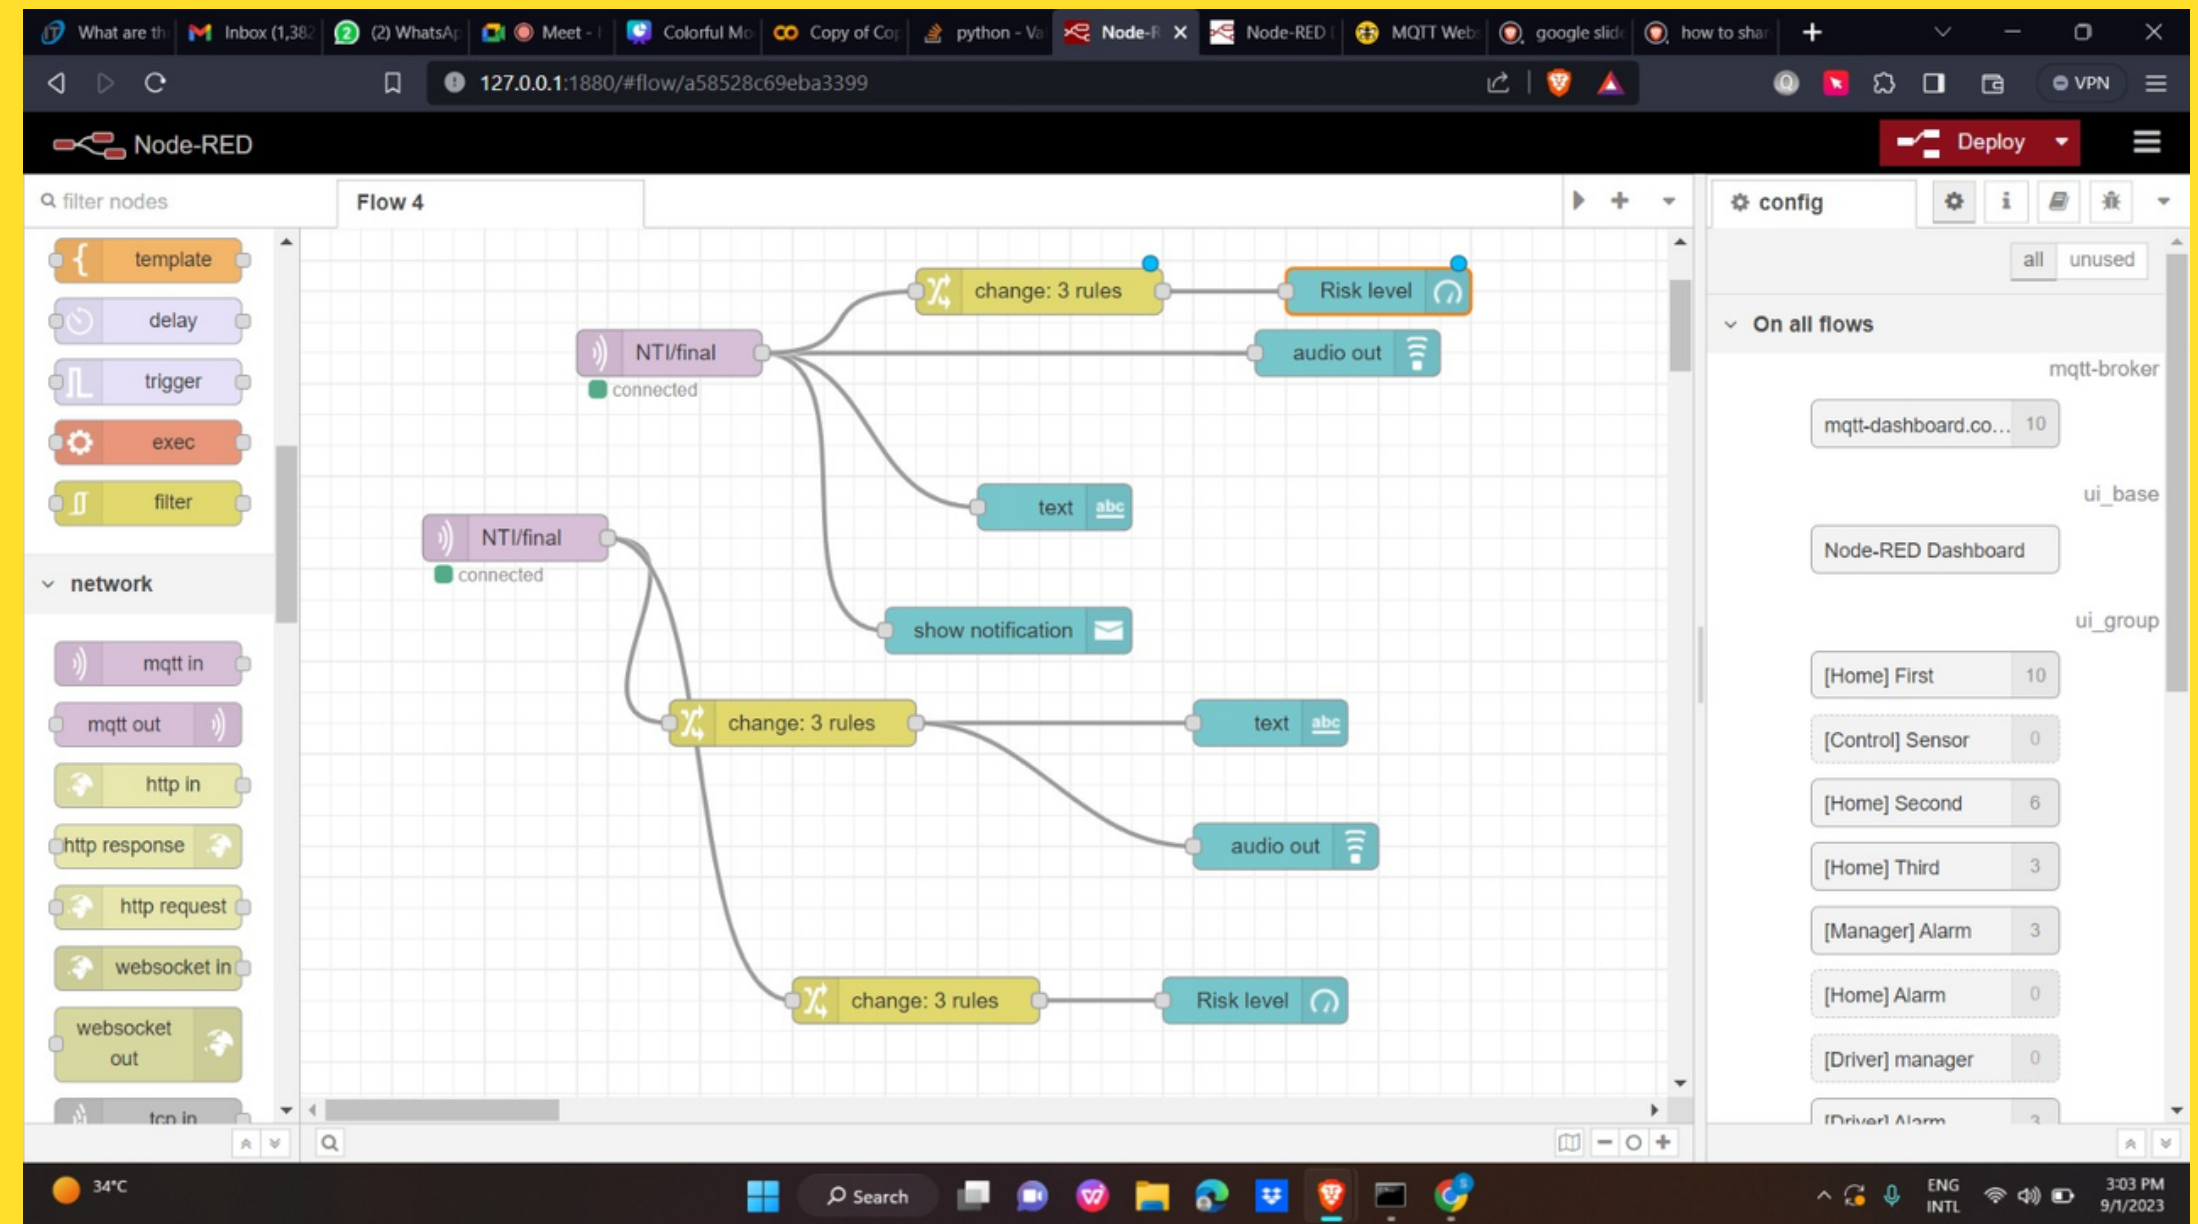 What are th
Inbox (1,382
(2) WhatsAp
Meet -
Colorful Mo
Copy of Cop
python - Va
Node-R
Node-RED
MQTT Web
google slid
how to shar
127.0.0.1:1880/#flow/a58528c69eba3399
VPN
Node-RED
Deploy
filter nodes
Flow 4
config
all unused
template
delay
trigger
exec
filter
network
mqtt in
mqtt out
http in
http response
http request
websocket in
websocket
out
tcp in
change: 3 rules
Risk level
NTI/final
audio out
connected
text
NTI/final
connected
show notification
change: 3 rules
text
audio out
change: 3 rules
Risk level
On all flows
mqtt-broker
mqtt-dashboard.co... 10
ui_base
Node-RED Dashboard
ui_group
[Home] First 10
[Control] Sensor 0
[Home] Second 6
[Home] Third 3
[Manager] Alarm 3
[Home] Alarm 0
[Driver] manager 0
[Driver] Alarm 3
34°C
Search
ENG
INTL
3:03 PM
9/1/2023